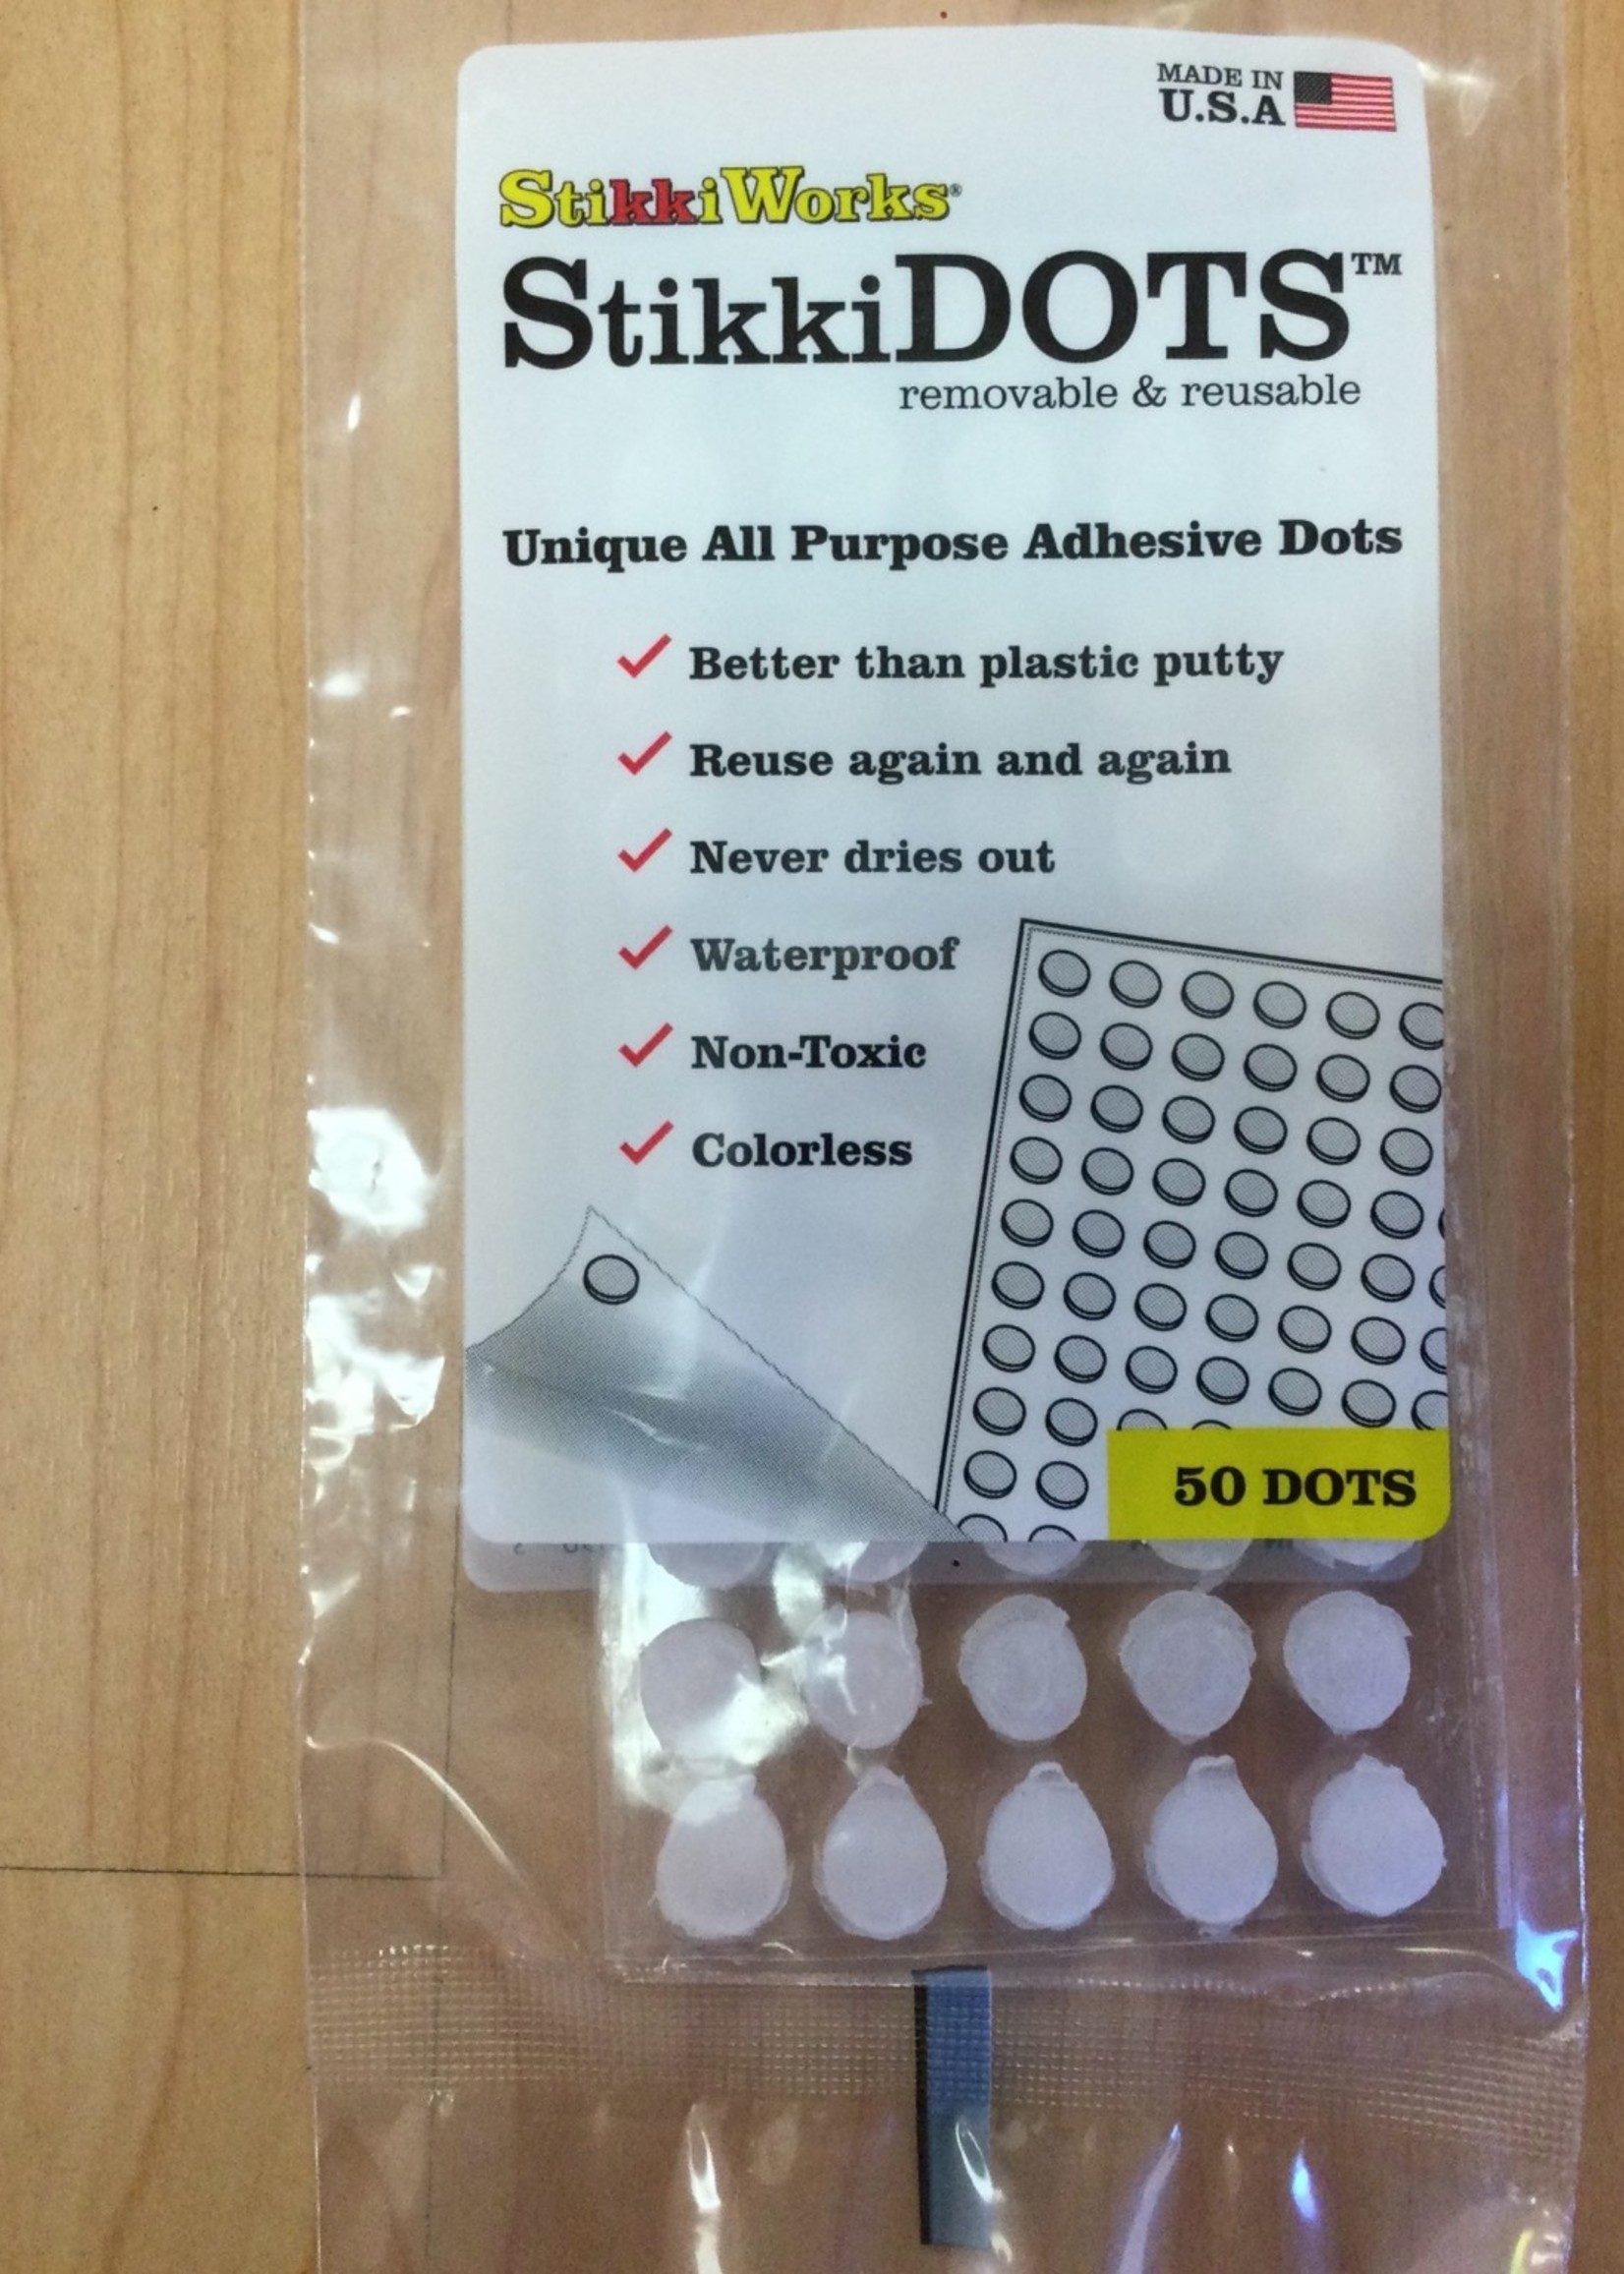 MADE IN
U.S.A
StikkiWorks®
StikkiDOTS™
removable & reusable
Unique All Purpose Adhesive Dots
Better than plastic putty
Reuse again and again
Never dries out
Waterproof
Non-Toxic
Colorless
50 DOTS